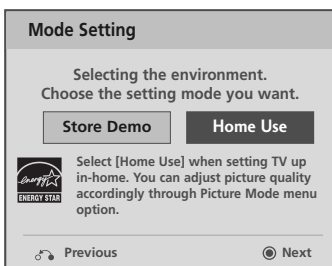 Mode Setting
Selecting the environment.
Choose the setting mode you want.
Store Demo
Home Use
energy
ENERGY STAR
Select [Home Use] when setting TV up
in-home. You can adjust picture quality
accordingly through Picture Mode menu
option.
Previous
Next